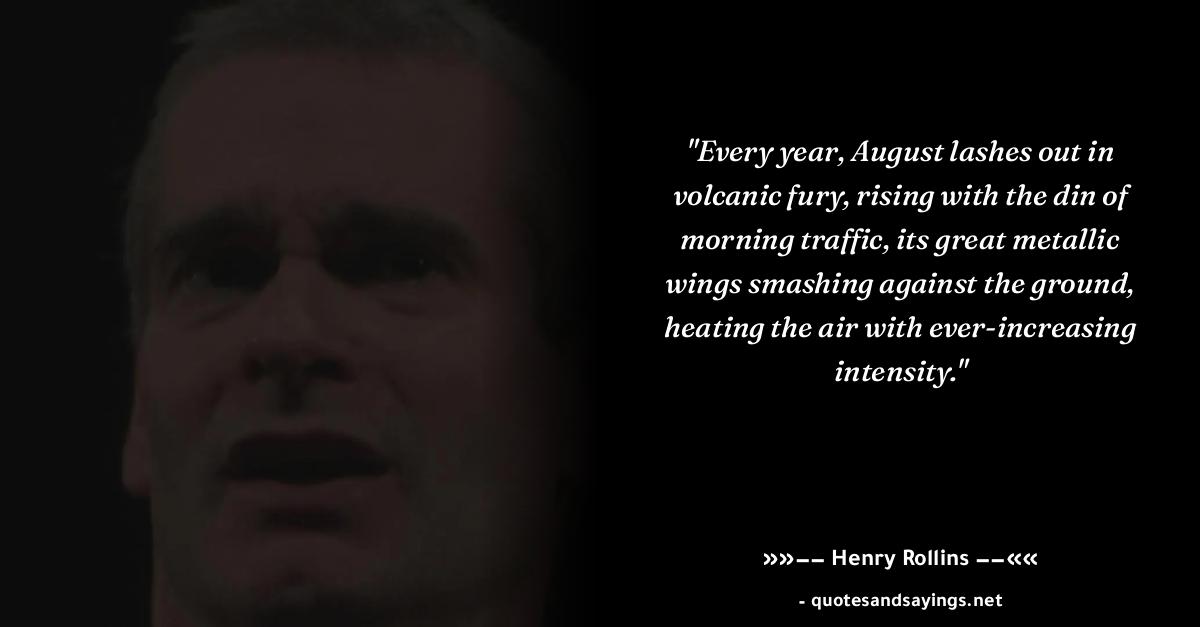 "Every year, August lashes out in
volcanic fury, rising with the din of
morning traffic, its great metallic
wings smashing against the ground,
heating the air with ever-increasing
intensity."
»»–– Henry Rollins ––««
- quotesandsayings.net